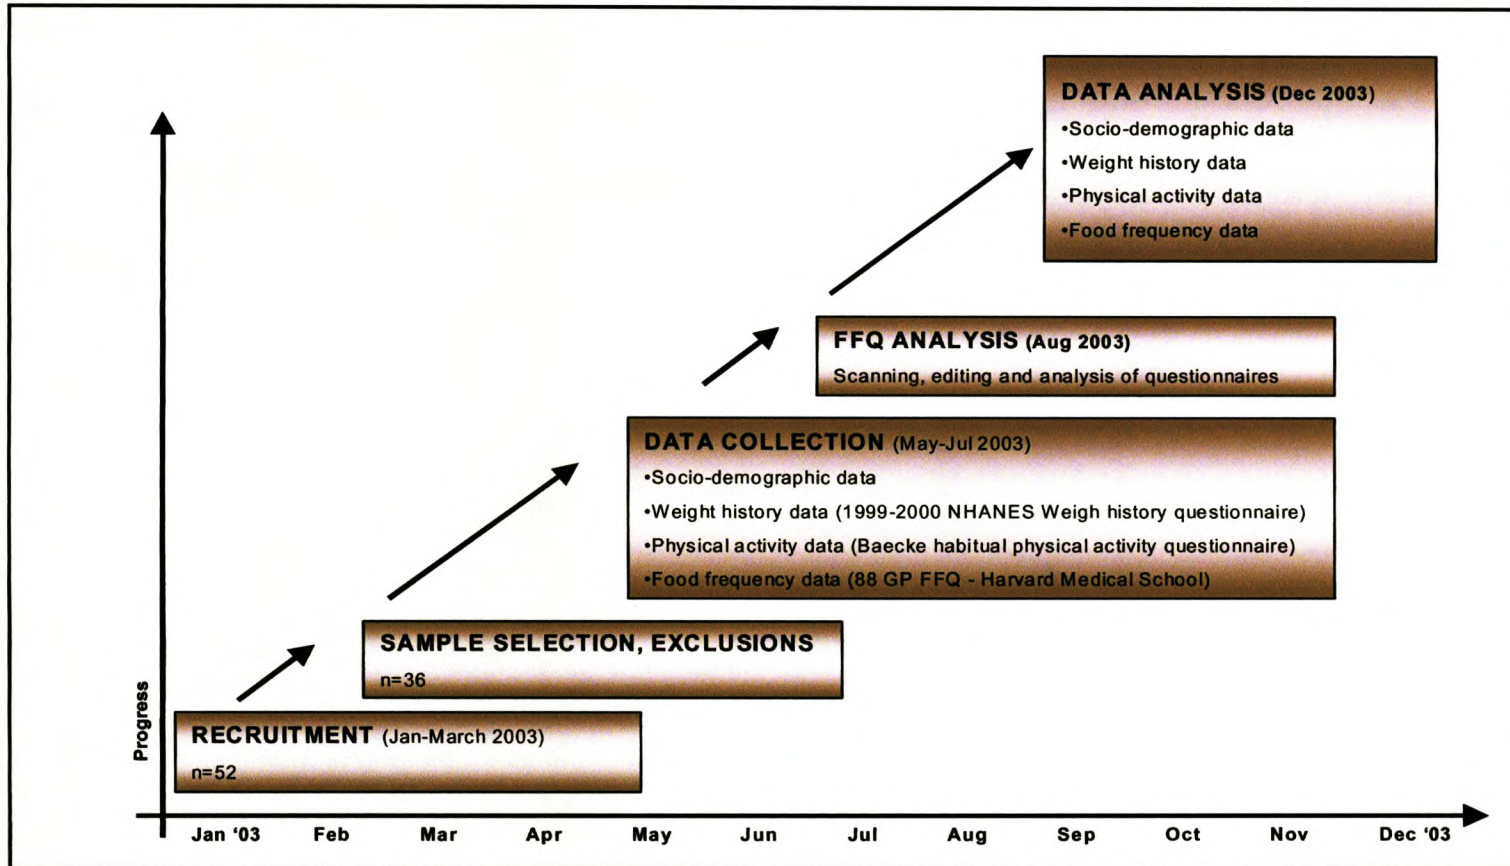 DATA ANALYSIS (Dec 2003)
•Socio-demographic data
•Weight history data
•Physical activity data
•Food frequency data
FFQ ANALYSIS (Aug 2003)
Scanning, editing and analysis of questionnaires
DATA COLLECTION (May-Jul 2003)
•Socio-demographic data
•Weight history data (1999-2000 NHANES Weigh history questionnaire)
•Physical activity data (Baecke habitual physical activity questionnaire)
•Food frequency data (88 GP FFQ - Harvard Medical School)
SAMPLE SELECTION, EXCLUSIONS
n=36
RECRUITMENT (Jan-March 2003)
n=52
Progress
Jan ‘03 Feb Mar Apr May Jun Jul Aug Sep Oct Nov Dec ‘03